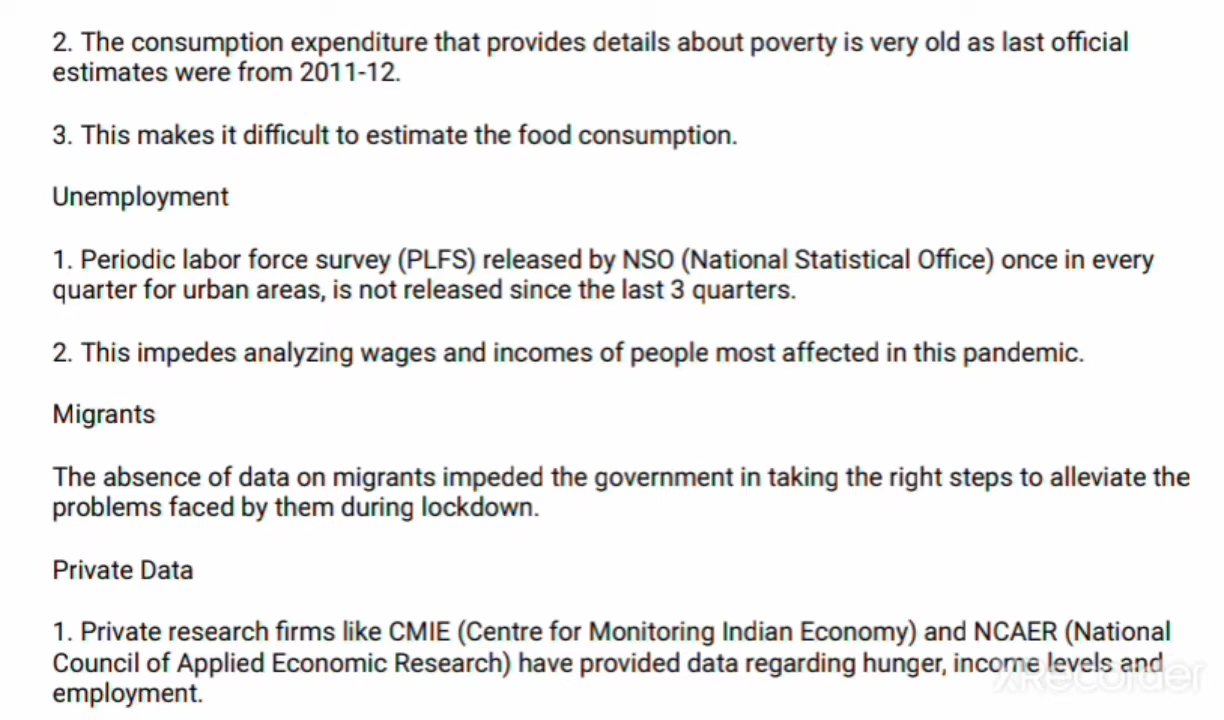 2. The consumption expenditure that provides details about poverty is very old as last official
estimates were from 2011-12.
3. This makes it difficult to estimate the food consumption.
Unemployment
1. Periodic labor force survey (PLFS) released by NSO (National Statistical Office) once in every
quarter for urban areas, is not released since the last 3 quarters.
2. This impedes analyzing wages and incomes of people most affected in this pandemic.
Migrants
The absence of data on migrants impeded the government in taking the right steps to alleviate the
problems faced by them during lockdown.
Private Data
1. Private research firms like CMIE (Centre for Monitoring Indian Economy) and NCAER (National
Council of Applied Economic Research) have provided data regarding hunger, income levels and
employment.
XRecorder